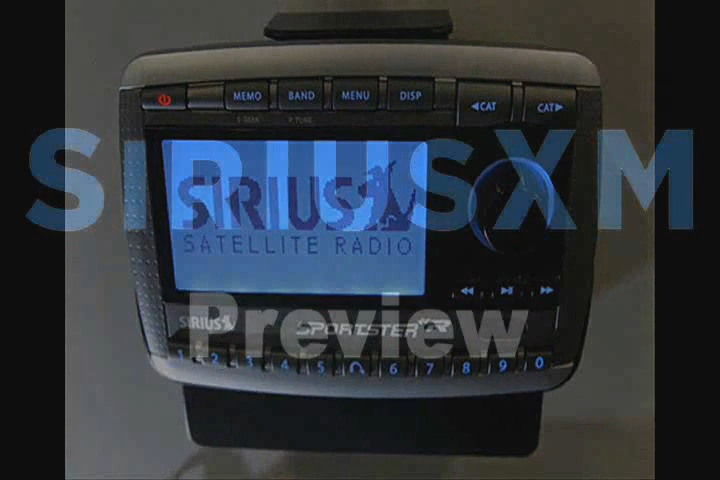 MEMO BAND MENU DISP ◄CAT CAT►
SIRIUSXM
SIRIUS
SATELLITE RADIO
Preview
SIRIUS SPORTSTER R
1 2 3 4 5 6 7 8 9 0